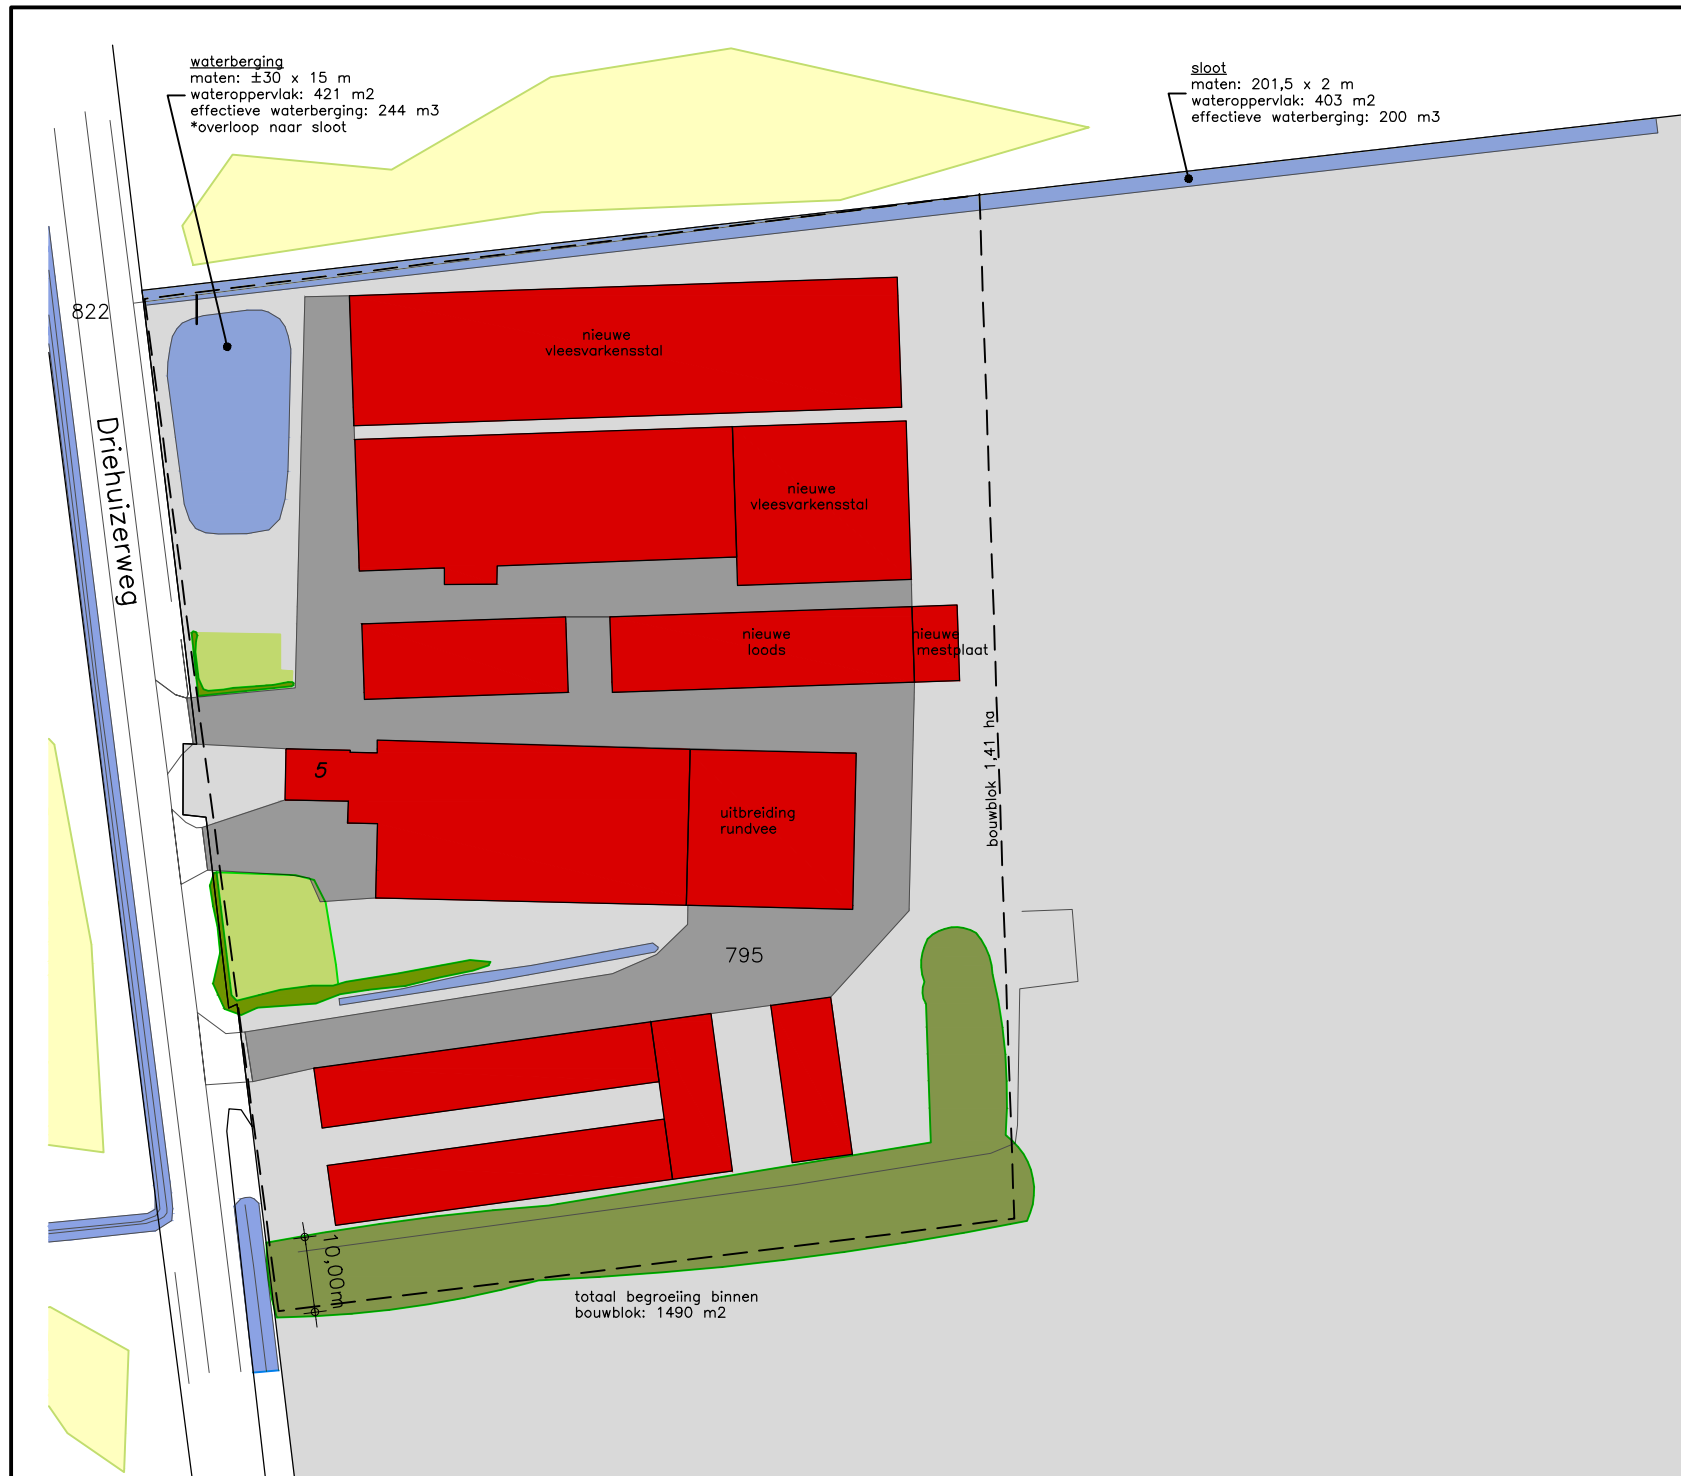 waterberging
maten: ±30 x 15 m
wateroppervlak: 421 m2
effectieve waterberging: 244 m3
*overloop naar sloot
sloot
maten: 201,5 x 2 m
wateroppervlak: 403 m2
effectieve waterberging: 200 m3
822
nieuwe
vleesvarkensstal
Driehuizerweg
nieuwe
vleesvarkensstal
nieuwe
loods
nieuwe
mestplaat
bouwblok 1,41 ha
5
uitbreiding
rundvee
795
10,00m
totaal begroeiing binnen
bouwblok: 1490 m2